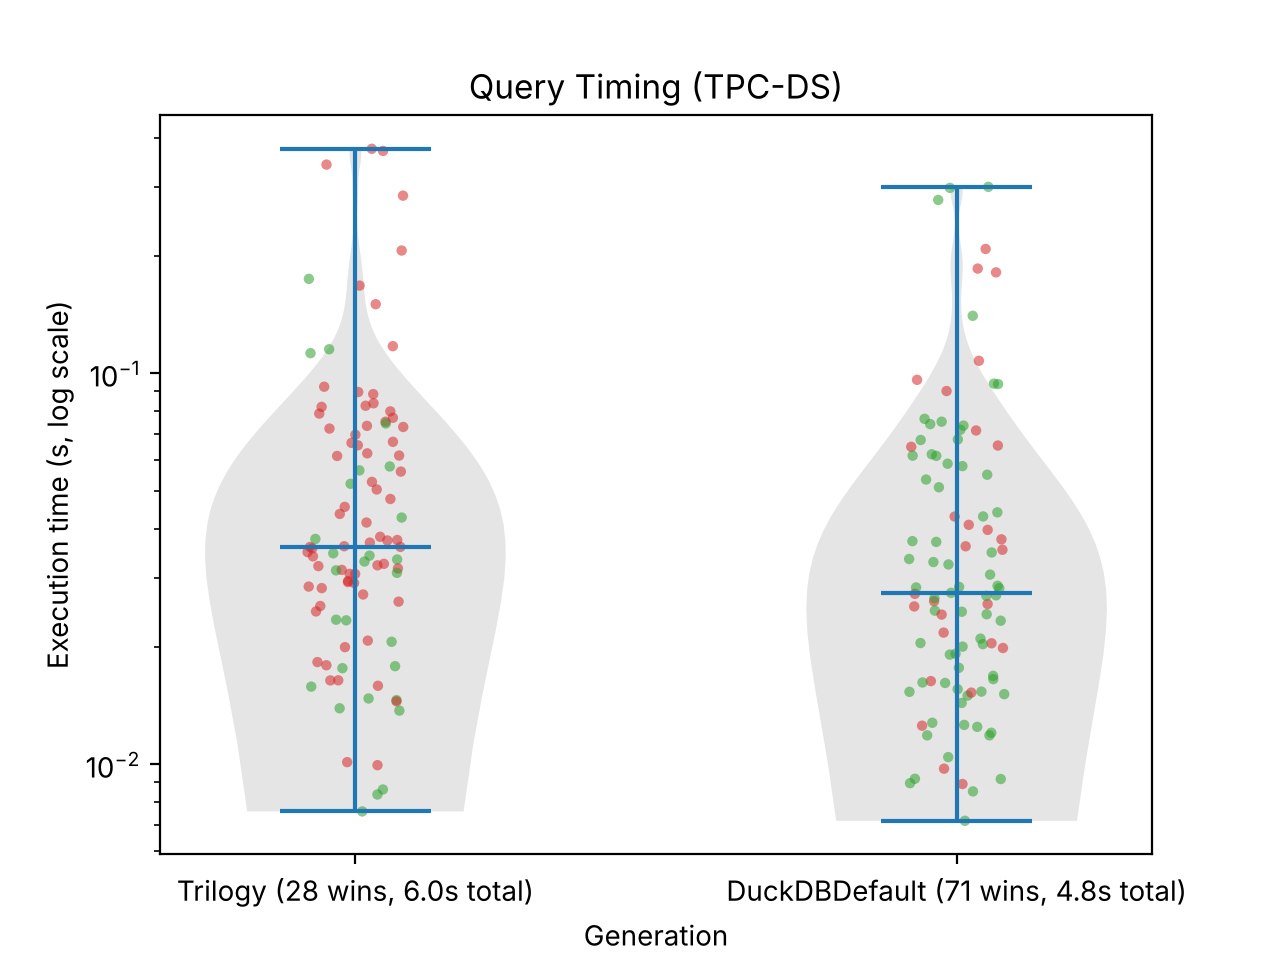 Query Timing (TPC-DS)
Execution time (s, log scale)
10⁻¹
10⁻²
Trilogy (28 wins, 6.0s total)
DuckDBDefault (71 wins, 4.8s total)
Generation